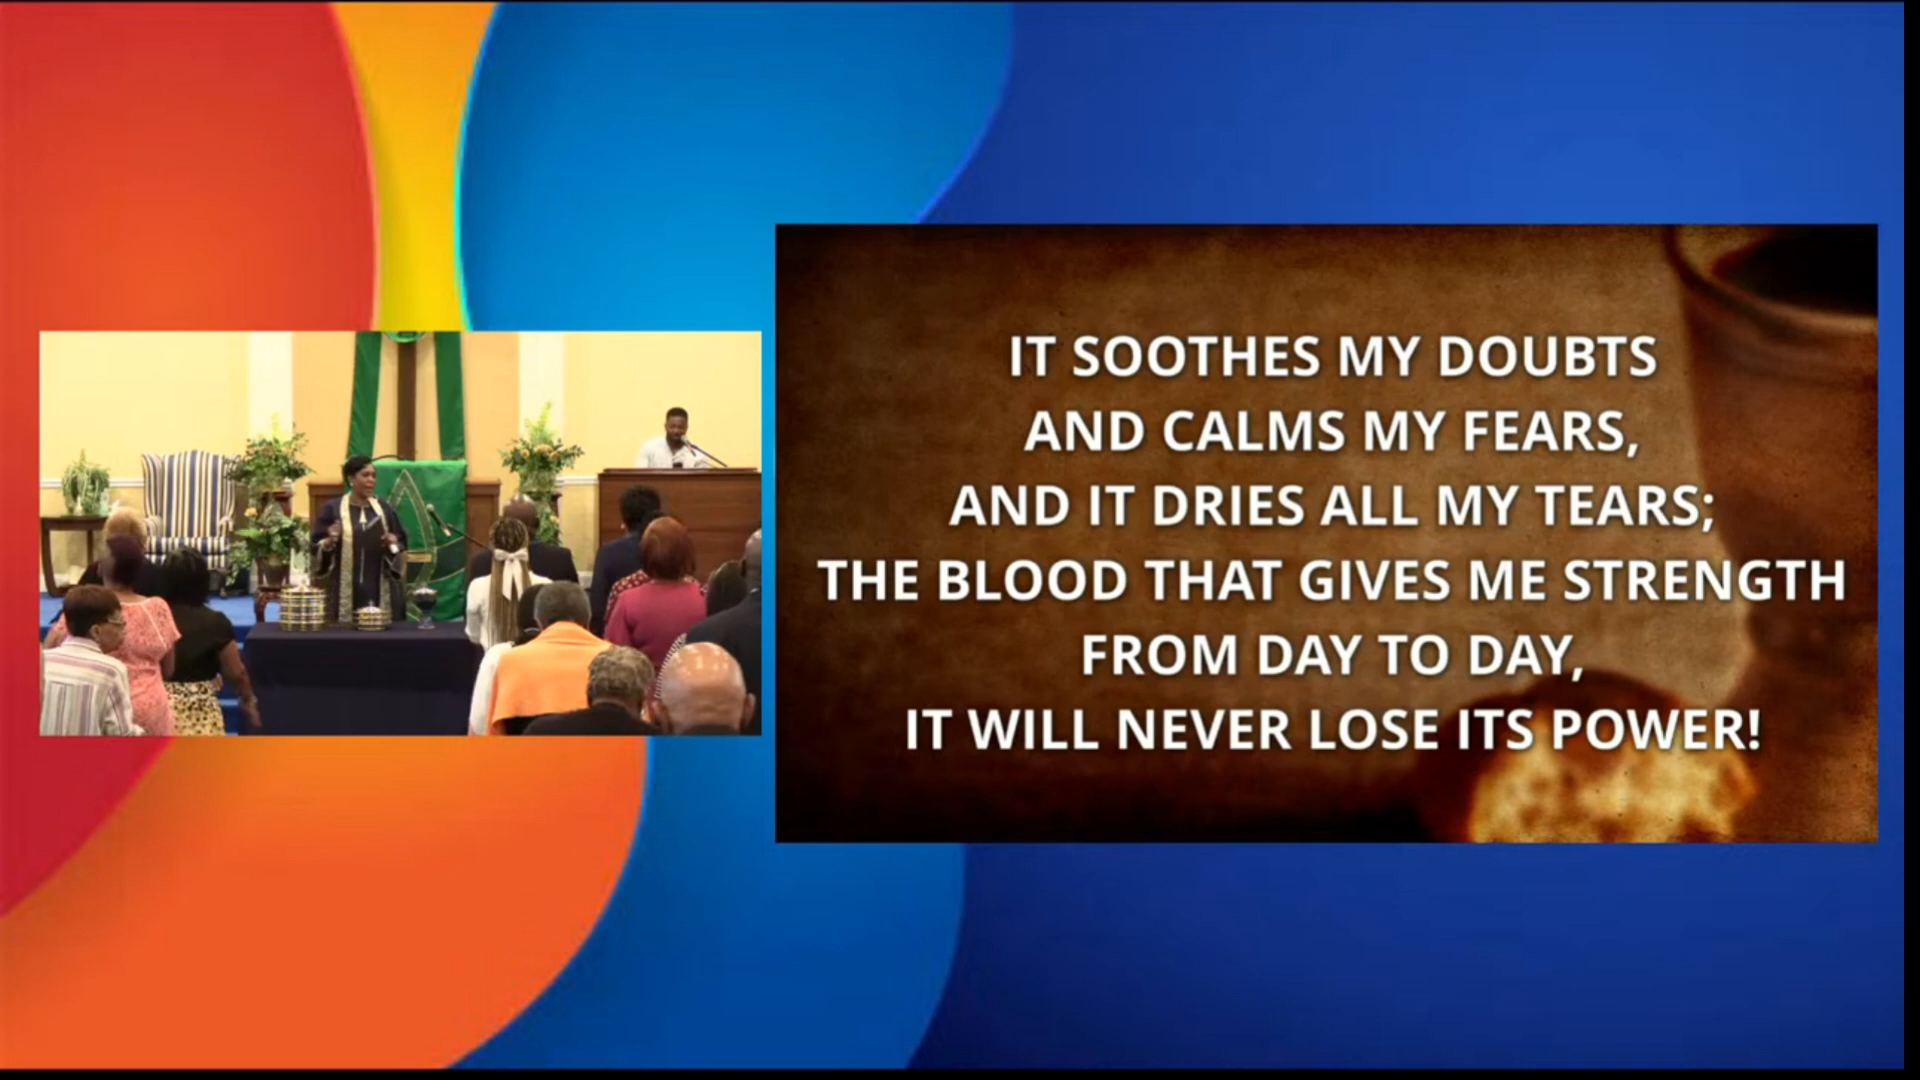 IT SOOTHES MY DOUBTS
AND CALMS MY FEARS,
AND IT DRIES ALL MY TEARS;
THE BLOOD THAT GIVES ME STRENGTH
FROM DAY TO DAY,
IT WILL NEVER LOSE ITS POWER!